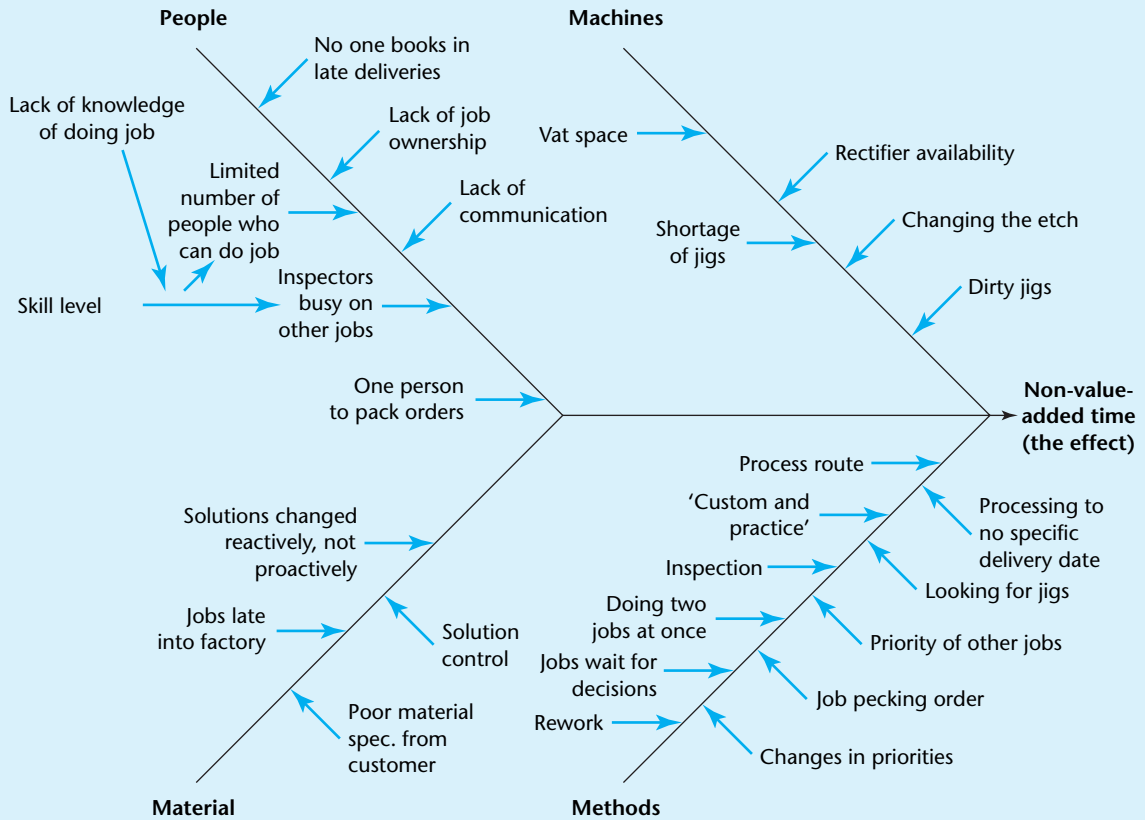 People
Machines
No one books in
late deliveries
Lack of knowledge
of doing job
Lack of job
ownership
Limited
number of
people who
can do job
Lack of
communication
Skill level
Inspectors
busy on
other jobs
One person
to pack orders
Vat space
Rectifier availability
Shortage
of jigs
Changing the etch
Dirty jigs
Non-value-
added time
(the effect)
Solutions changed
reactively, not
proactively
Jobs late
into factory
Solution
control
Poor material
spec. from
customer
Process route
‘Custom and
practice’
Processing to
no specific
delivery date
Inspection
Looking for jigs
Doing two
jobs at once
Priority of other jobs
Jobs wait for
decisions
Job pecking order
Rework
Changes in priorities
Material
Methods